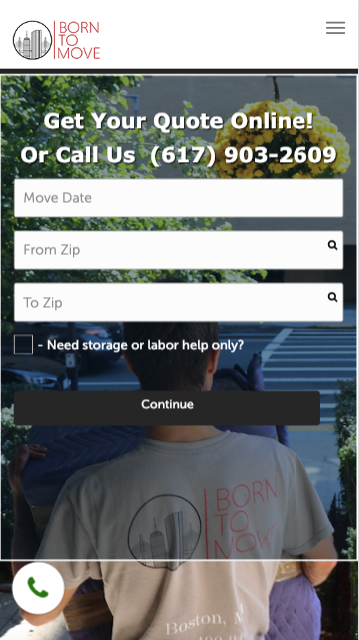 BORN
TO
MOVE
Get Your Quote Online!
Or Call Us (617) 903-2609
Move Date
From Zip
To Zip
- Need storage or labor help only?
Continue
BORN
TO
MOVE
Boston,